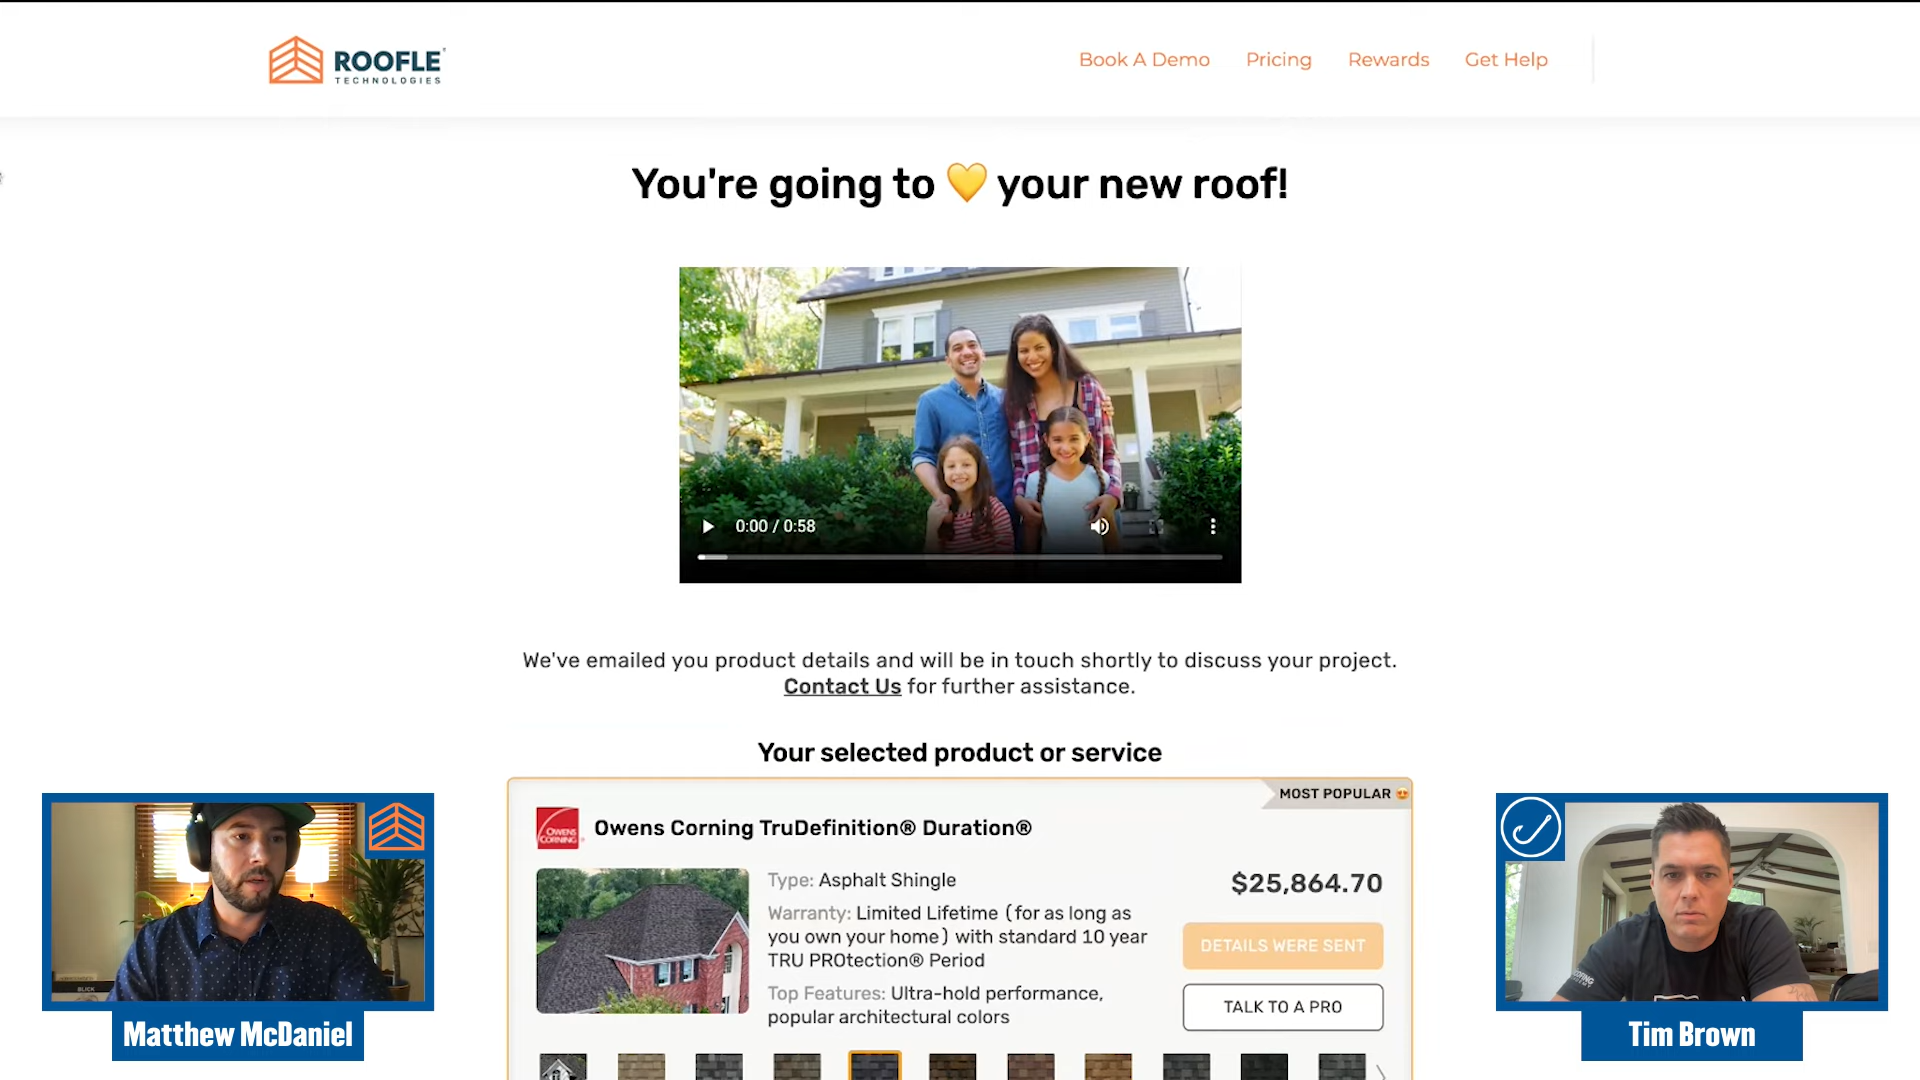 ROOFLE
TECHNOLOGIES
Book A Demo
Pricing
Rewards
Get Help
You're going to 💛 your new roof!
0:00 / 0:58
We've emailed you product details and will be in touch shortly to discuss your project.
Contact Us for further assistance.
Your selected product or service
MOST POPULAR 😍
OWENS
CORNING
Owens Corning TruDefinition® Duration®
Type: Asphalt Shingle
Warranty: Limited Lifetime (for as long as
you own your home) with standard 10 year
TRU PROtection® Period
Top Features: Ultra-hold performance,
popular architectural colors
$25,864.70
DETAILS WERE SENT
TALK TO A PRO
BLICK
Matthew McDaniel
Tim Brown